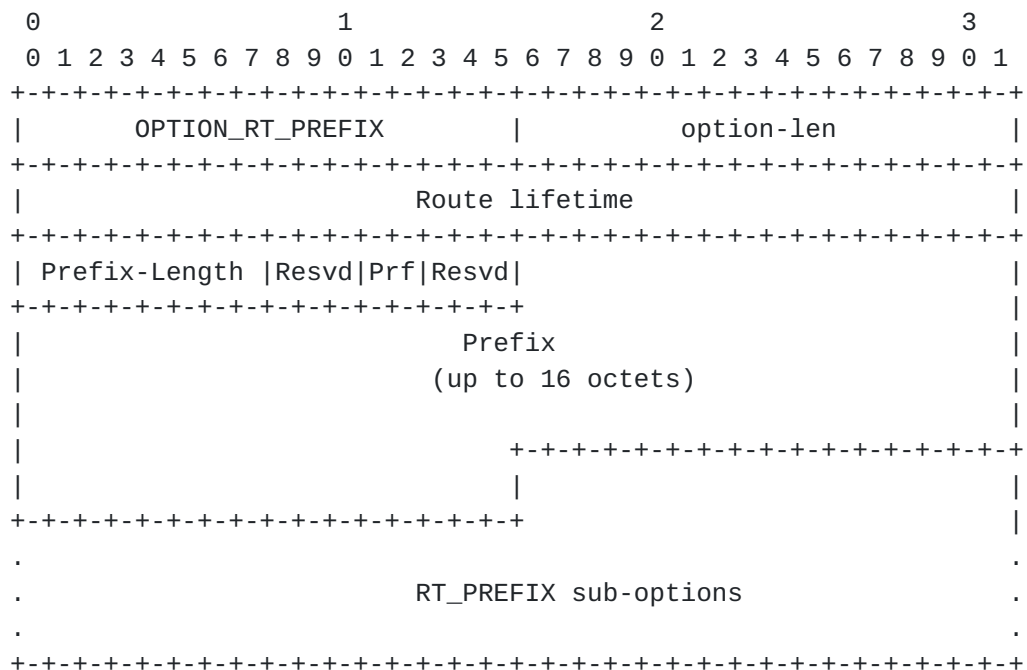 0                   1                   2                   3
 0 1 2 3 4 5 6 7 8 9 0 1 2 3 4 5 6 7 8 9 0 1 2 3 4 5 6 7 8 9 0 1
+-+-+-+-+-+-+-+-+-+-+-+-+-+-+-+-+-+-+-+-+-+-+-+-+-+-+-+-+-+-+-+-+
|       OPTION_RT_PREFIX        |          option-len           |
+-+-+-+-+-+-+-+-+-+-+-+-+-+-+-+-+-+-+-+-+-+-+-+-+-+-+-+-+-+-+-+-+
|                         Route lifetime                        |
+-+-+-+-+-+-+-+-+-+-+-+-+-+-+-+-+-+-+-+-+-+-+-+-+-+-+-+-+-+-+-+-+
| Prefix-Length |Resvd|Prf|Resvd|                               |
+-+-+-+-+-+-+-+-+-+-+-+-+-+-+-+-+                               |
|                            Prefix                             |
|                          (up to 16 octets)                    |
|                                                               |
|                               +-+-+-+-+-+-+-+-+-+-+-+-+-+-+-+-+
|                               |                               |
+-+-+-+-+-+-+-+-+-+-+-+-+-+-+-+-+                               |
.                                                               .
.                         RT_PREFIX sub-options                 .
.                                                               .
+-+-+-+-+-+-+-+-+-+-+-+-+-+-+-+-+-+-+-+-+-+-+-+-+-+-+-+-+-+-+-+-+